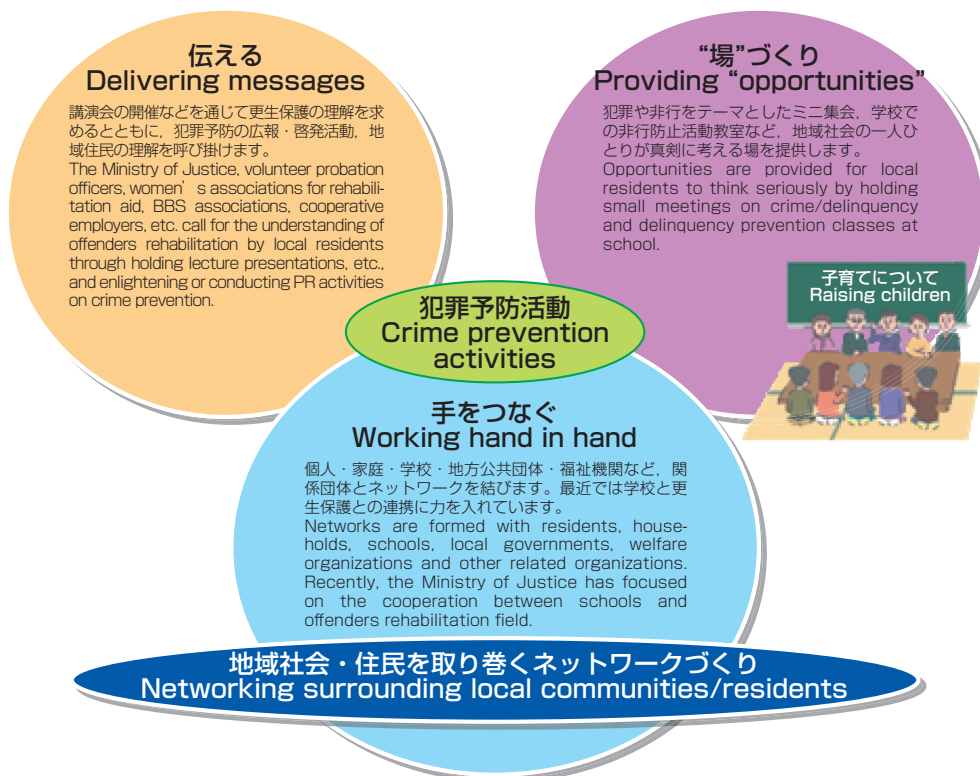 伝える
Delivering messages
講演会の開催などを通じて更生保護の理解を求
めるとともに，犯罪予防の広報・啓発活動，地
域住民の理解を呼び掛けます。
The Ministry of Justice, volunteer probation
officers, women’s associations for rehabili-
tation aid, BBS associations, cooperative
employers, etc. call for the understanding of
offenders rehabilitation by local residents
through holding lecture presentations, etc.,
and enlightening or conducting PR activities
on crime prevention.
“場”づくり
Providing “opportunities”
犯罪や非行をテーマとしたミニ集会，学校で
の非行防止活動教室など，地域社会の一人ひ
とりが真剣に考える場を提供します。
Opportunities are provided for local
residents to think seriously by holding
small meetings on crime/delinquency
and delinquency prevention classes at
school.
子育てについて
Raising children
犯罪予防活動
Crime prevention
activities
手をつなぐ
Working hand in hand
個人・家庭・学校・地方公共団体・福祉機関など，関
係団体とネットワークを結びます。最近では学校と更
生保護との連携に力を入れています。
Networks are formed with residents, house-
holds, schools, local governments, welfare
organizations and other related organizations.
Recently, the Ministry of Justice has focused
on the cooperation between schools and
offenders rehabilitation field.
地域社会・住民を取り巻くネットワークづくり
Networking surrounding local communities/residents